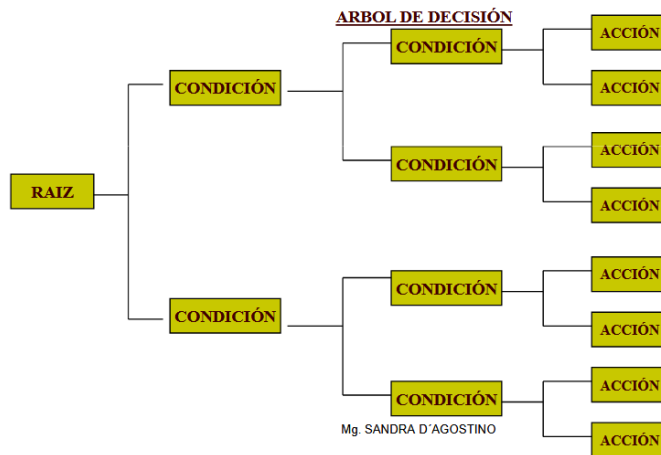 ARBOL DE DECISIÓN
CONDICIÓN
ACCIÓN
ACCIÓN
CONDICIÓN
CONDICIÓN
ACCIÓN
ACCIÓN
RAIZ
CONDICIÓN
CONDICIÓN
ACCIÓN
ACCIÓN
CONDICIÓN
ACCIÓN
ACCIÓN
Mg. SANDRA D´AGOSTINO